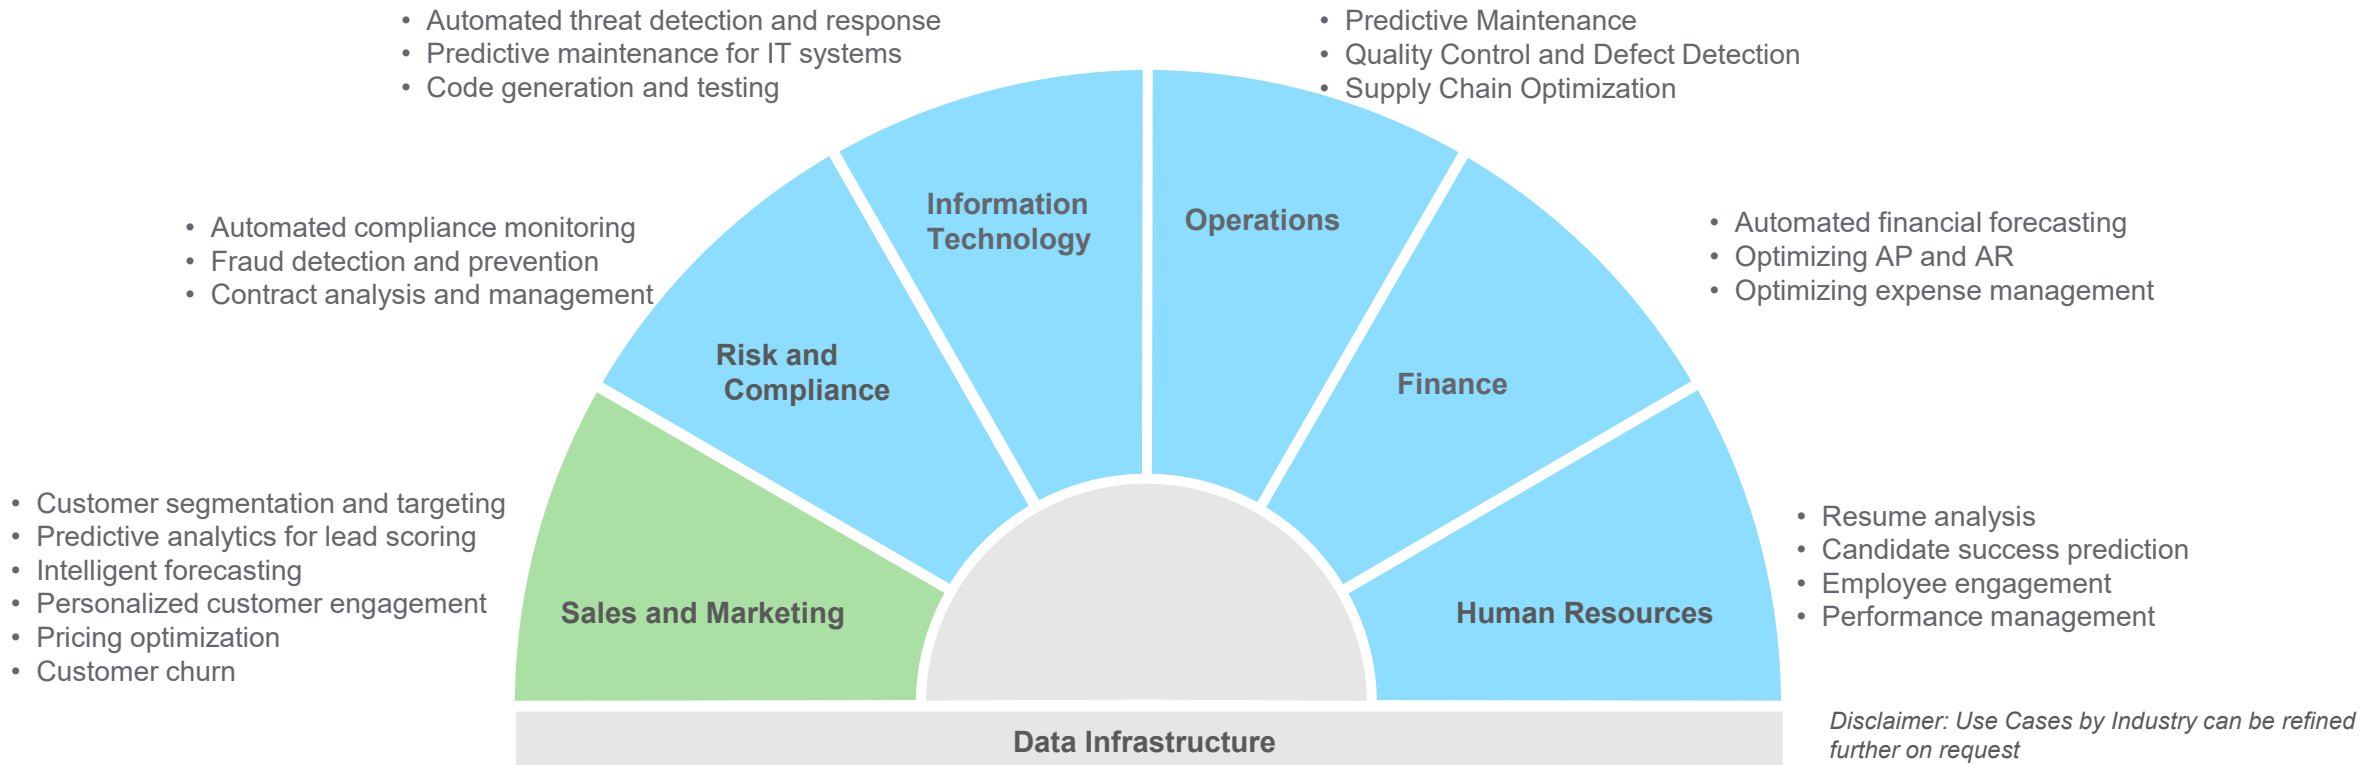 • Automated threat detection and response
• Predictive maintenance for IT systems
• Code generation and testing
• Predictive Maintenance
• Quality Control and Defect Detection
• Supply Chain Optimization
Information
Technology
Operations
• Automated compliance monitoring
• Fraud detection and prevention
• Contract analysis and management
• Automated financial forecasting
• Optimizing AP and AR
• Optimizing expense management
Risk and
Compliance
Finance
• Customer segmentation and targeting
• Predictive analytics for lead scoring
• Intelligent forecasting
• Personalized customer engagement
• Pricing optimization
• Customer churn
Sales and Marketing
Human Resources
• Resume analysis
• Candidate success prediction
• Employee engagement
• Performance management
Data Infrastructure
Disclaimer: Use Cases by Industry can be refined
further on request